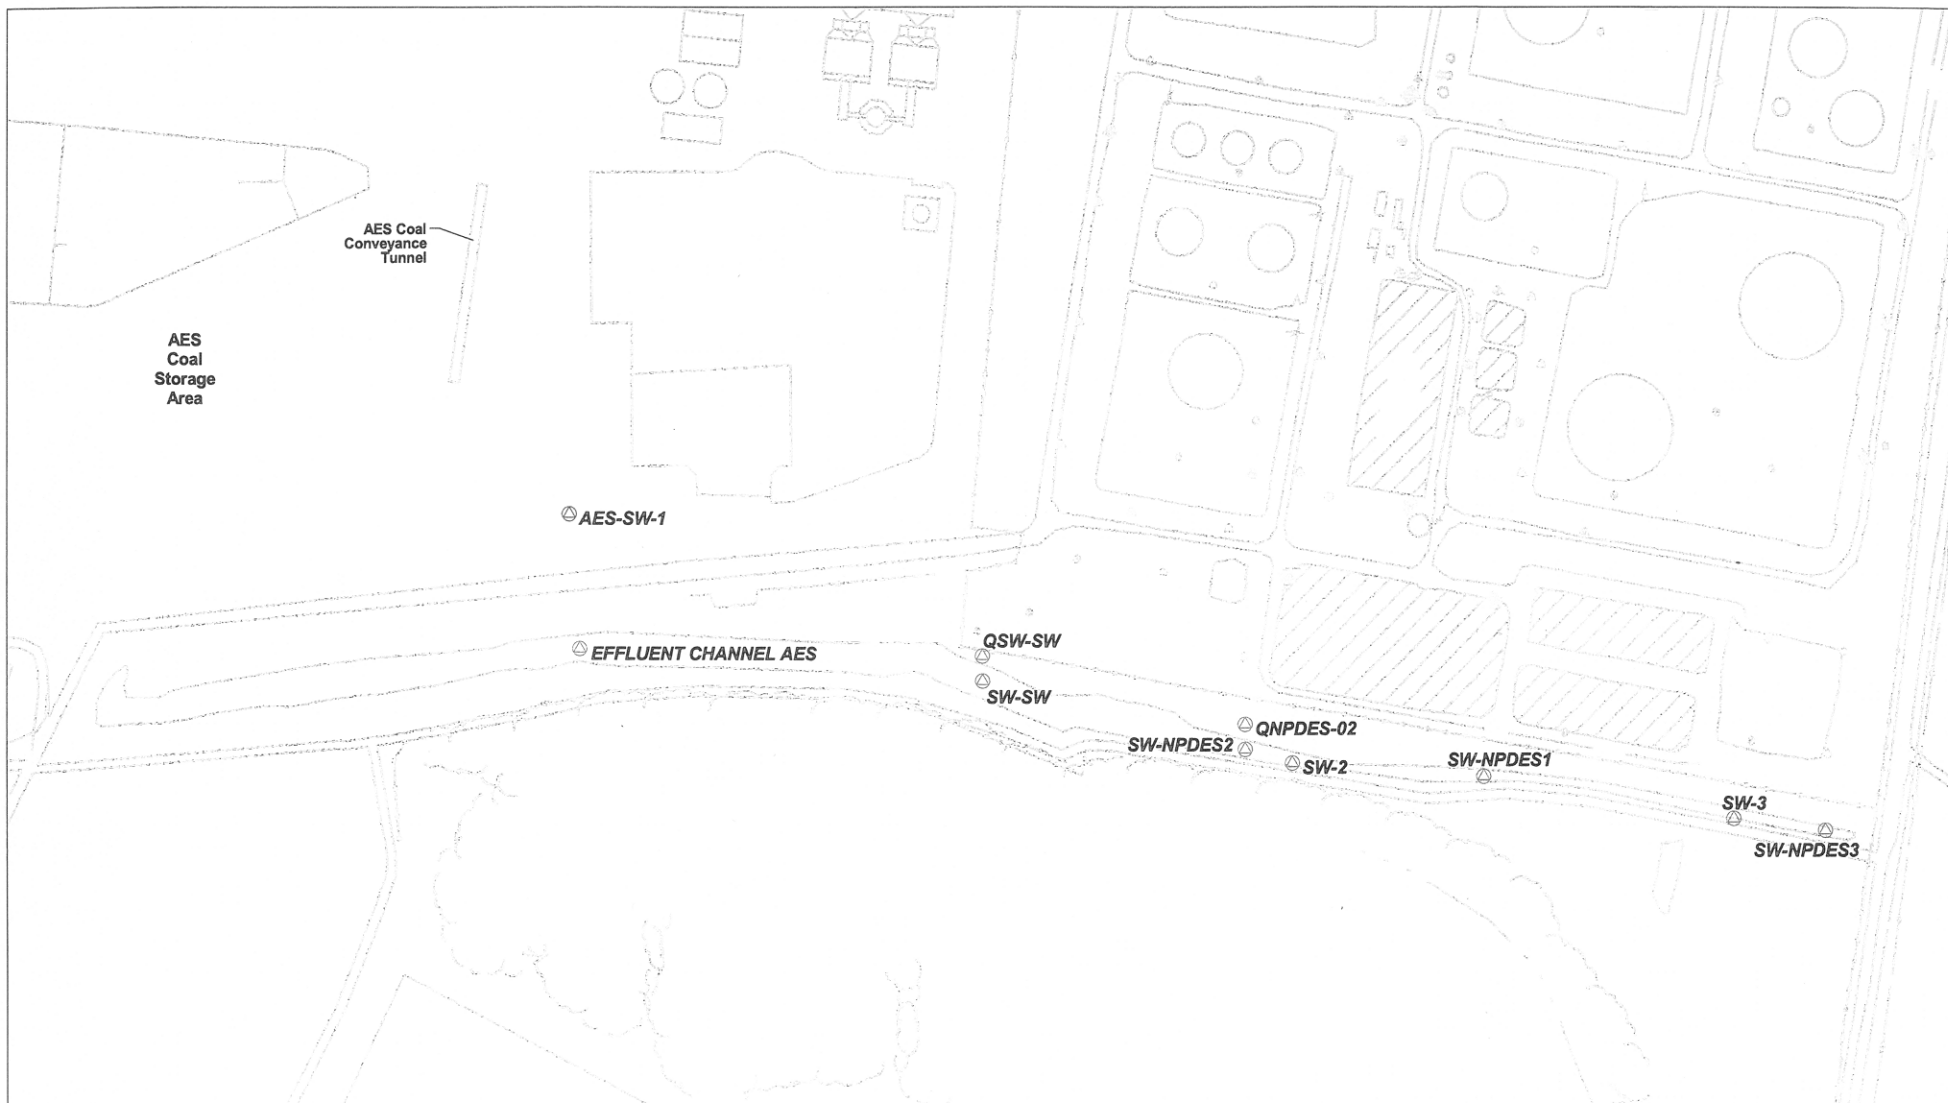 AES Coal
Conveyance
Tunnel
AES
Coal
Storage
Area
AES-SW-1
EFFLUENT CHANNEL AES
QSW-SW
SW-SW
QNPDES-02
SW-NPDES2
SW-2
SW-NPDES1
SW-3
SW-NPDES3